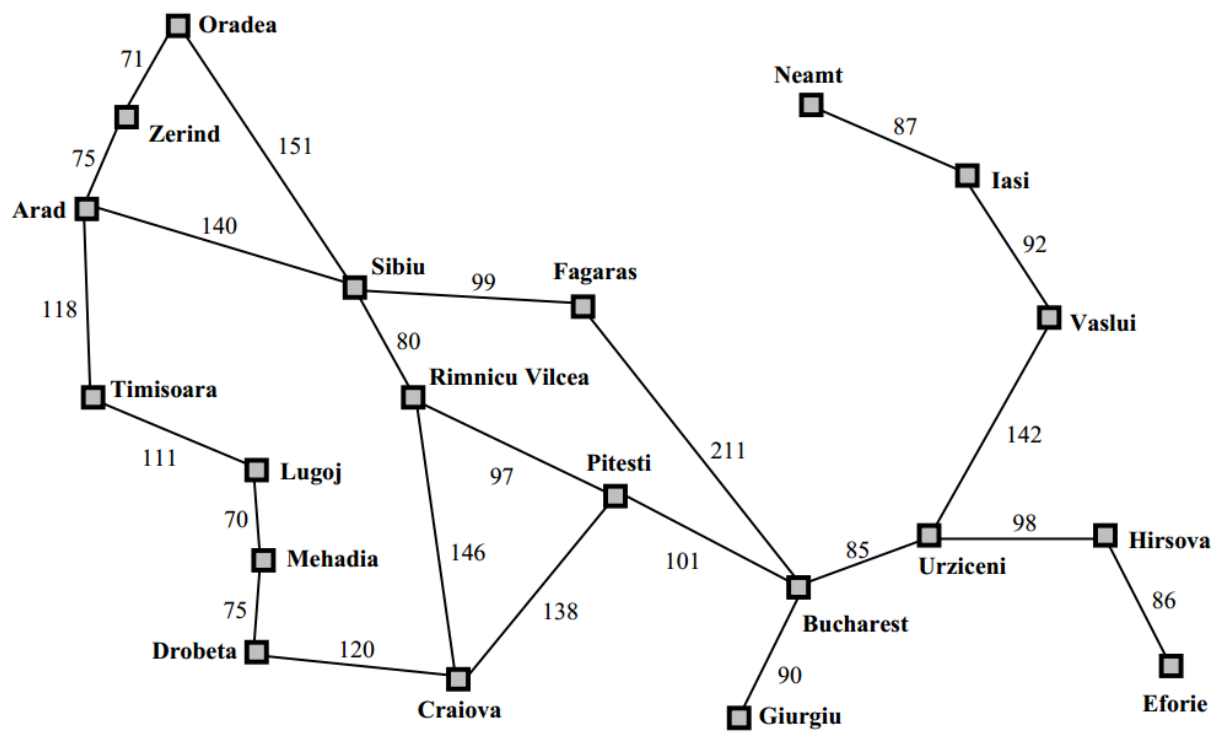 Oradea
71
Neamt
87
Zerind
151
75
Iasi
Arad
140
92
Sibiu
Fagaras
99
118
Vaslui
80
Timisoara
Rimnicu Vilcea
142
111
211
Pitesti
Lugoj
97
70
98
Hirsova
146
85
Mehadia
101
Urziceni
86
75
138
Bucharest
Drobeta
120
90
Eforie
Craiova
Giurgiu